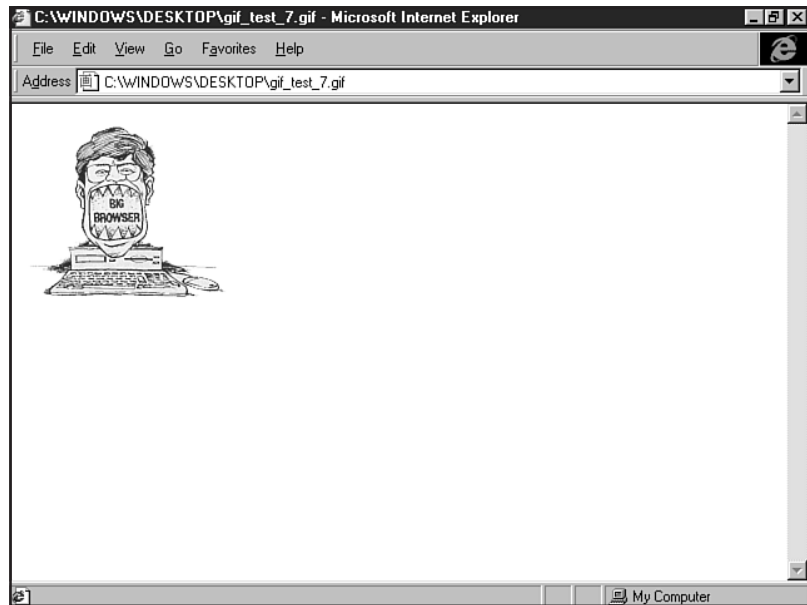 C:\WINDOWS\DESKTOP\gif_test_7.gif - Microsoft Internet Explorer
File Edit View Go Favorites Help
Address C:\WINDOWS\DESKTOP\gif_test_7.gif
BIG
BROWSER
My Computer